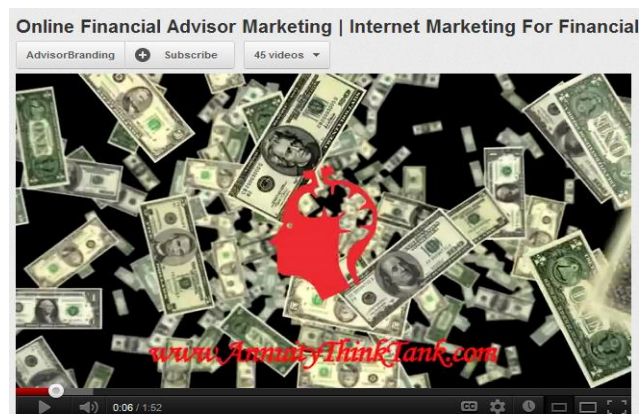 Online Financial Advisor Marketing | Internet Marketing For Financial
AdvisorBranding Subscribe 45 videos
www.AnnuityThinkTank.com
0:06 / 1:52 CC